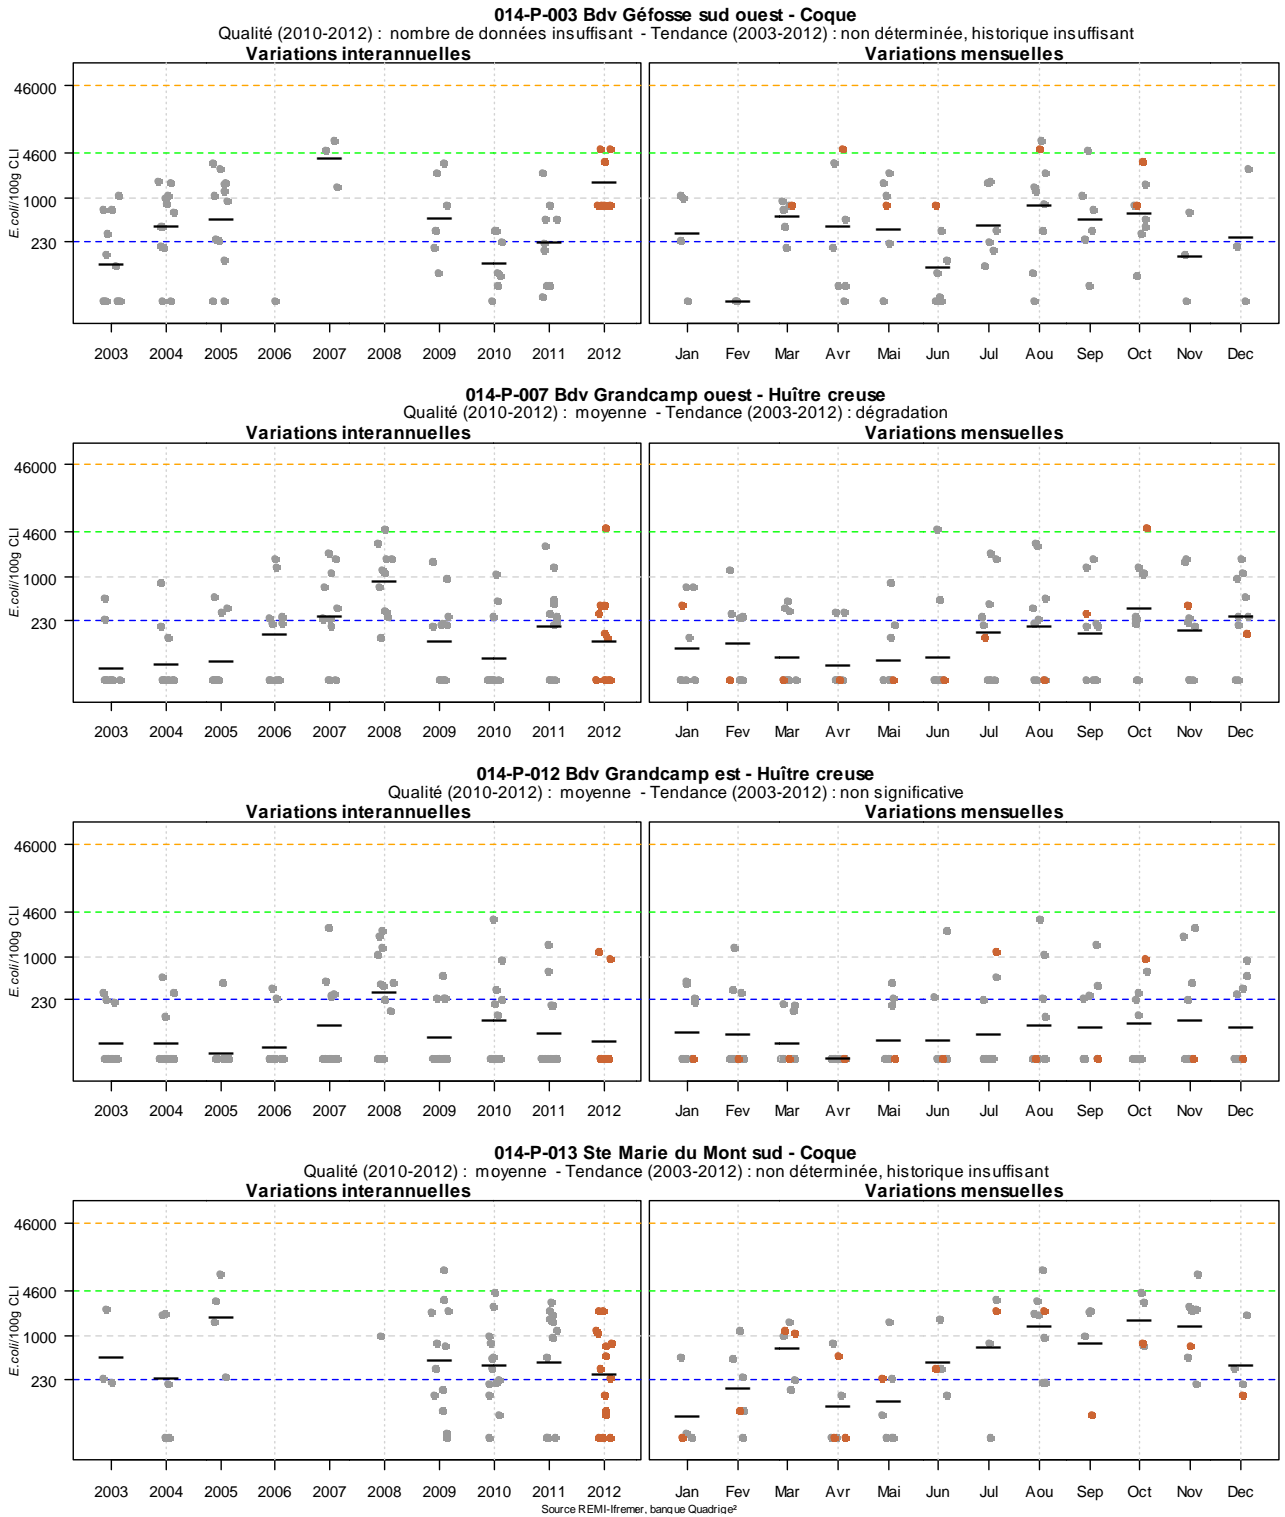 014-P-003 Bdv Géfosse sud ouest - Coque
Qualité (2010-2012) : nombre de données insuffisant - Tendance (2003-2012) : non déterminée, historique insuffisant
Variations interannuelles Variations mensuelles
46000
4600
1000
230
E.coli/100g CLI
2003 2004 2005 2006 2007 2008 2009 2010 2011 2012 Jan Fev Mar Avr Mai Jun Jul Aou Sep Oct Nov Dec
014-P-007 Bdv Grandcamp ouest - Huître creuse
Qualité (2010-2012) : moyenne - Tendance (2003-2012) : dégradation
Variations interannuelles Variations mensuelles
46000
4600
1000
230
E.coli/100g CLI
2003 2004 2005 2006 2007 2008 2009 2010 2011 2012 Jan Fev Mar Avr Mai Jun Jul Aou Sep Oct Nov Dec
014-P-012 Bdv Grandcamp est - Huître creuse
Qualité (2010-2012) : moyenne - Tendance (2003-2012) : non significative
Variations interannuelles Variations mensuelles
46000
4600
1000
230
E.coli/100g CLI
2003 2004 2005 2006 2007 2008 2009 2010 2011 2012 Jan Fev Mar Avr Mai Jun Jul Aou Sep Oct Nov Dec
014-P-013 Ste Marie du Mont sud - Coque
Qualité (2010-2012) : moyenne - Tendance (2003-2012) : non déterminée, historique insuffisant
Variations interannuelles Variations mensuelles
46000
4600
1000
230
E.coli/100g CLI
2003 2004 2005 2006 2007 2008 2009 2010 2011 2012 Jan Fev Mar Avr Mai Jun Jul Aou Sep Oct Nov Dec
Source REMI-Ifremer, banque Quadrige²